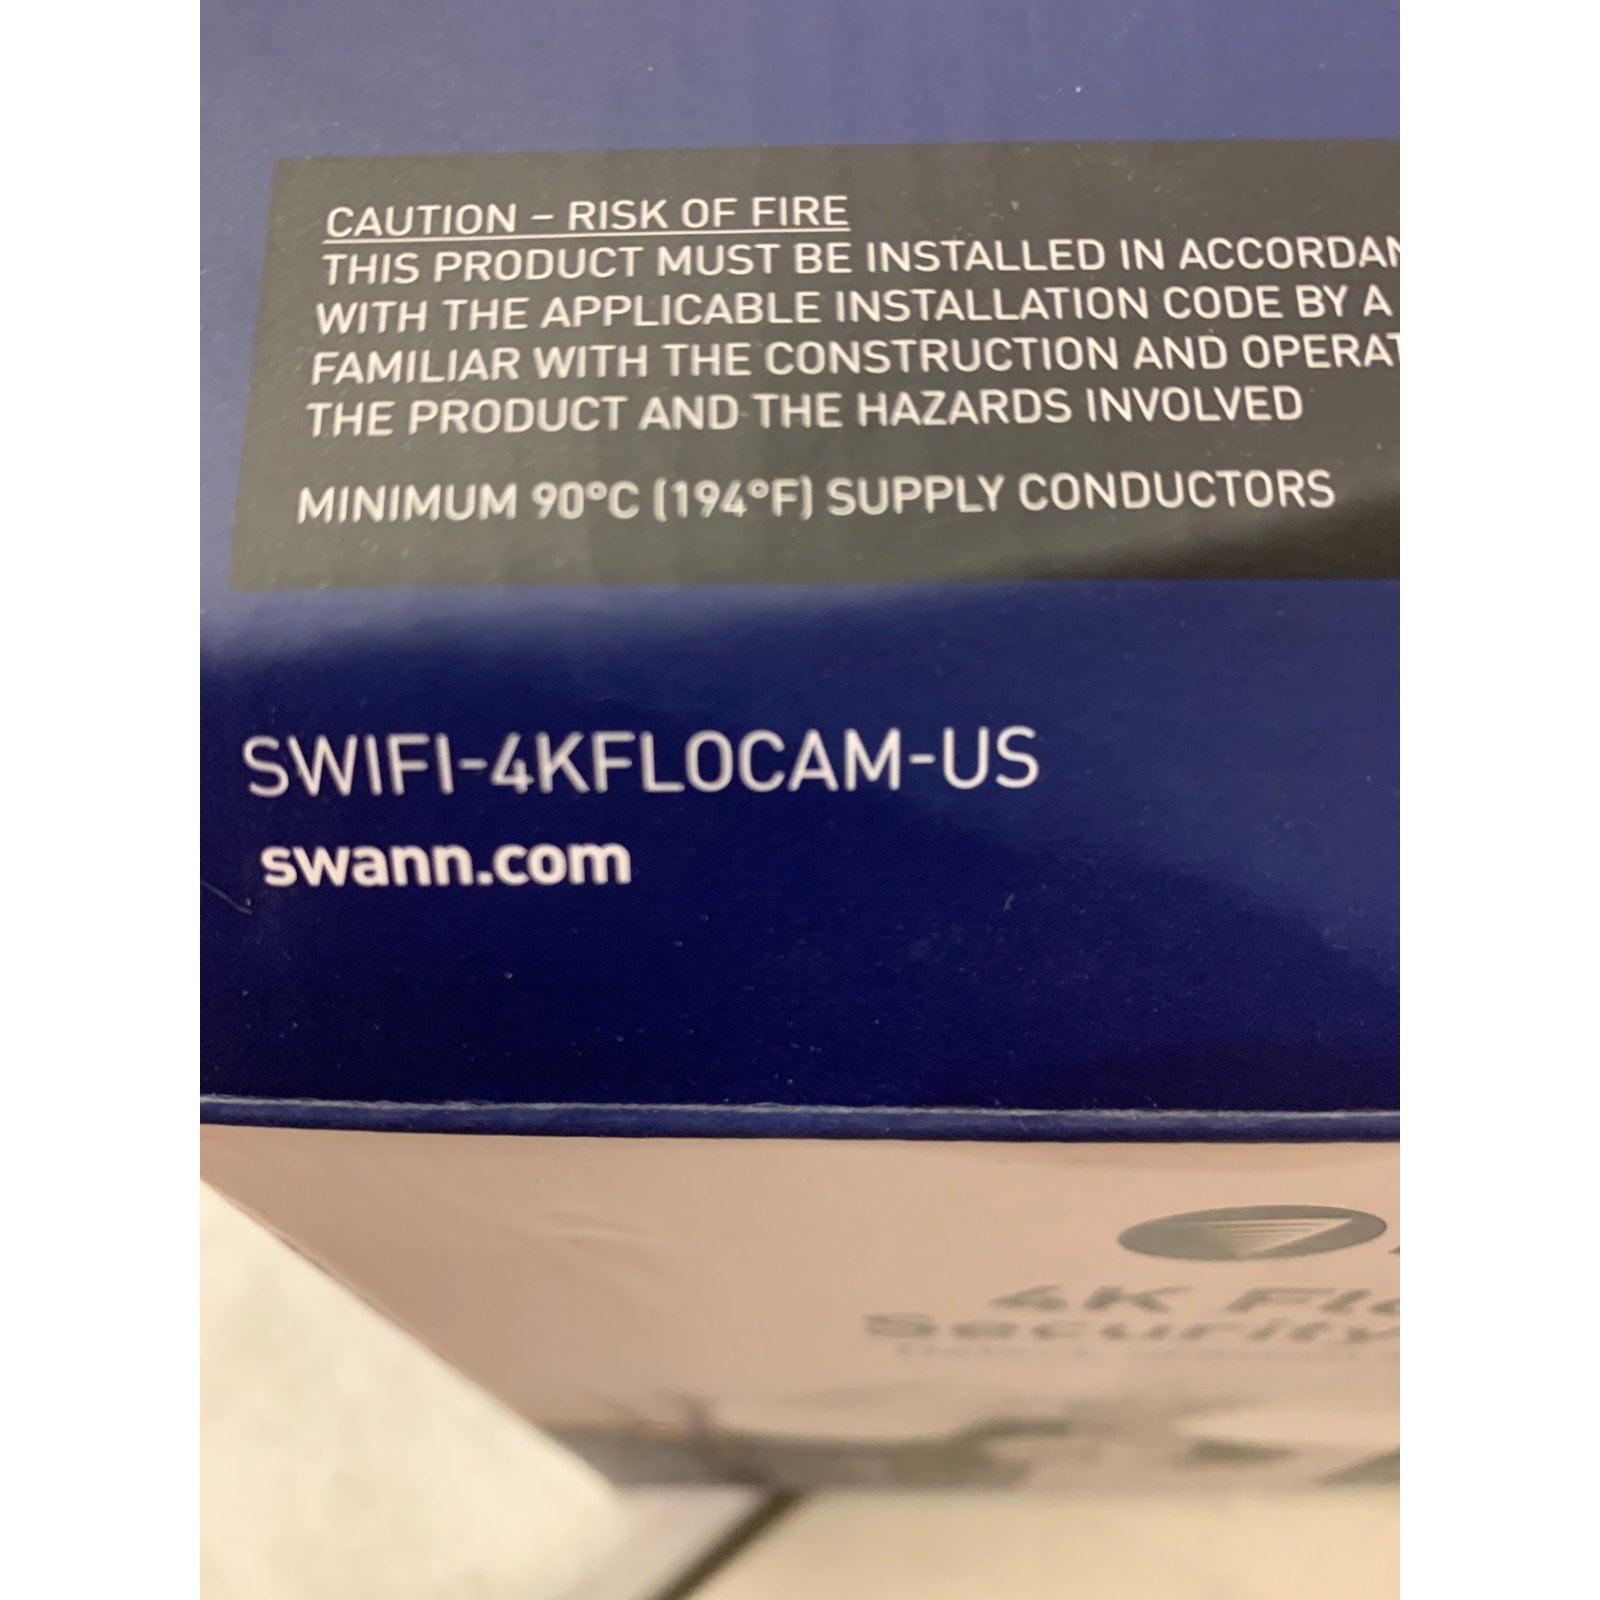 CAUTION – RISK OF FIRE
THIS PRODUCT MUST BE INSTALLED IN
WITH THE APPLICABLE INSTALLATION CODE BY A
FAMILIAR WITH THE CONSTRUCTION AND
THE PRODUCT AND THE HAZARDS INVOLVED
MINIMUM 90°C (194°F) SUPPLY CONDUCTORS
SWIFI-4KFLOCAM-US
swann.com
4K
Security